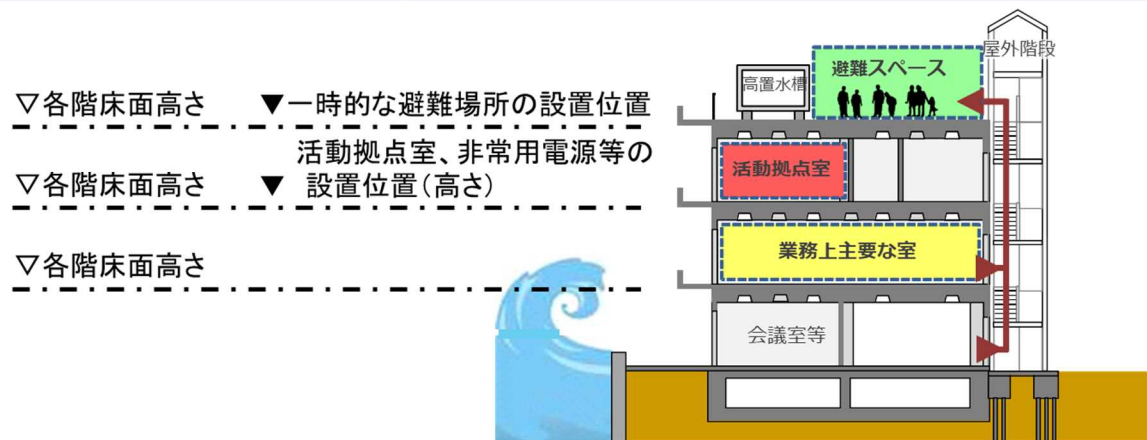 屋外階段
避難スペース
高置水槽
▽各階床面高さ ▼一時的な避難場所の設置位置
活動拠点室、非常用電源等の
▽各階床面高さ ▼ 設置位置(高さ)
活動拠点室
業務上主要な室
▽各階床面高さ
会議室等